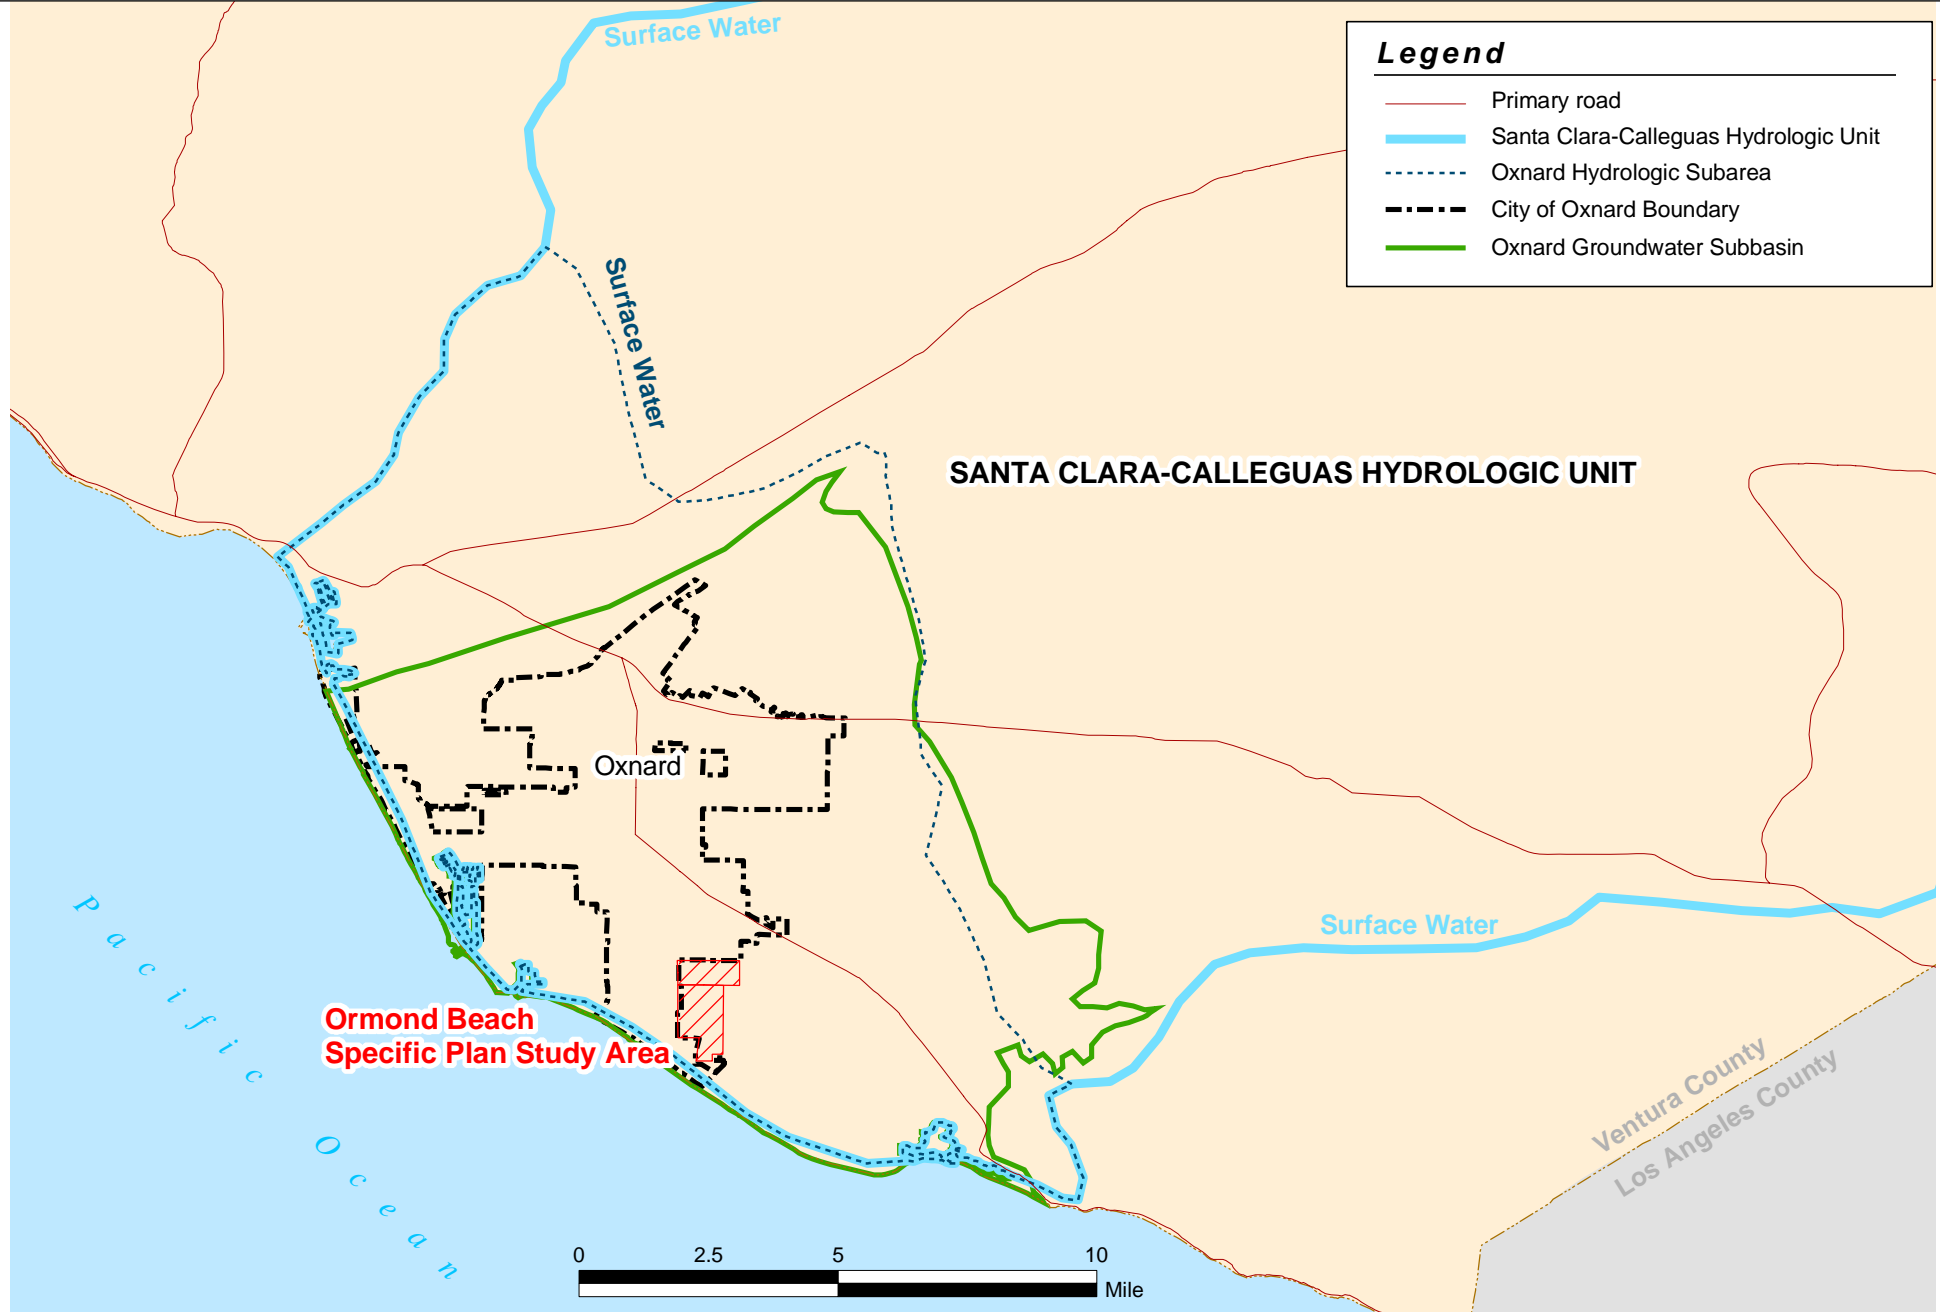 Surface Water
Legend
Primary road
Santa Clara-Calleguas Hydrologic Unit
Oxnard Hydrologic Subarea
City of Oxnard Boundary
Oxnard Groundwater Subbasin
Surface Water
SANTA CLARA-CALLEGUAS HYDROLOGIC UNIT
Oxnard
Surface Water
Pacific Ocean
Ormond Beach
Specific Plan Study Area
Ventura County
Los Angeles County
0 2.5 5 10
Mile